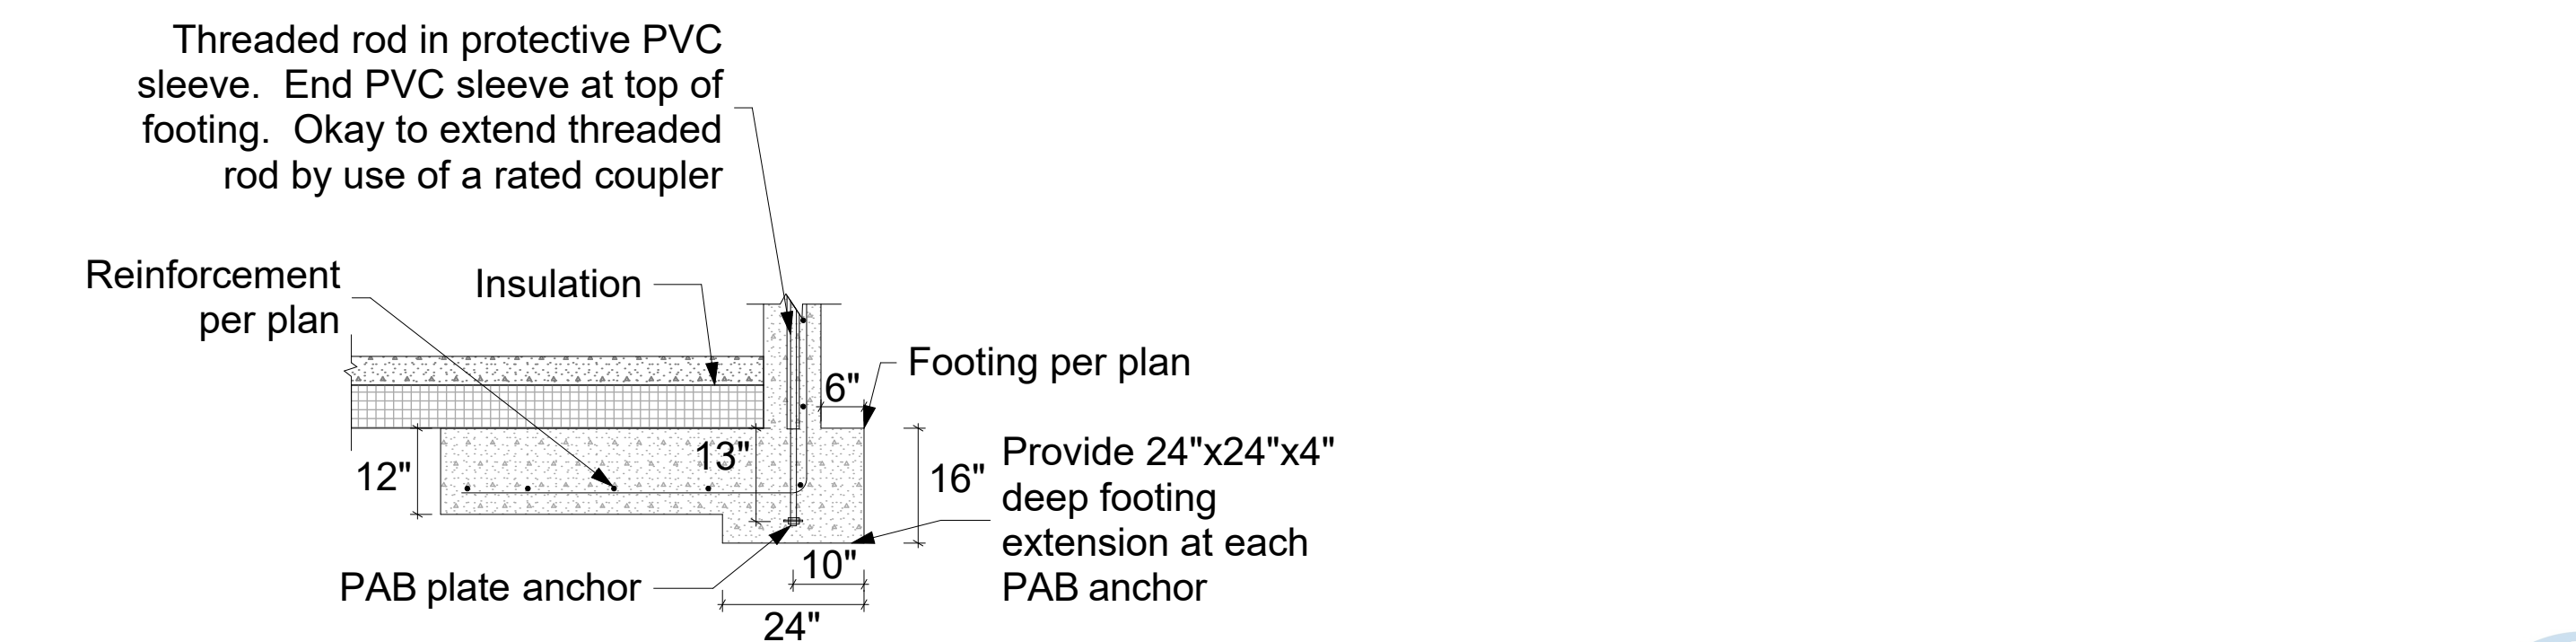 Threaded rod in protective PVC
sleeve.  End PVC sleeve at top of
footing.  Okay to extend threaded
rod by use of a rated coupler
Reinforcement
per plan
Insulation
Footing per plan
6"
13"
12"
16"
Provide 24"x24"x4"
deep footing
extension at each
PAB anchor
10"
PAB plate anchor
24"